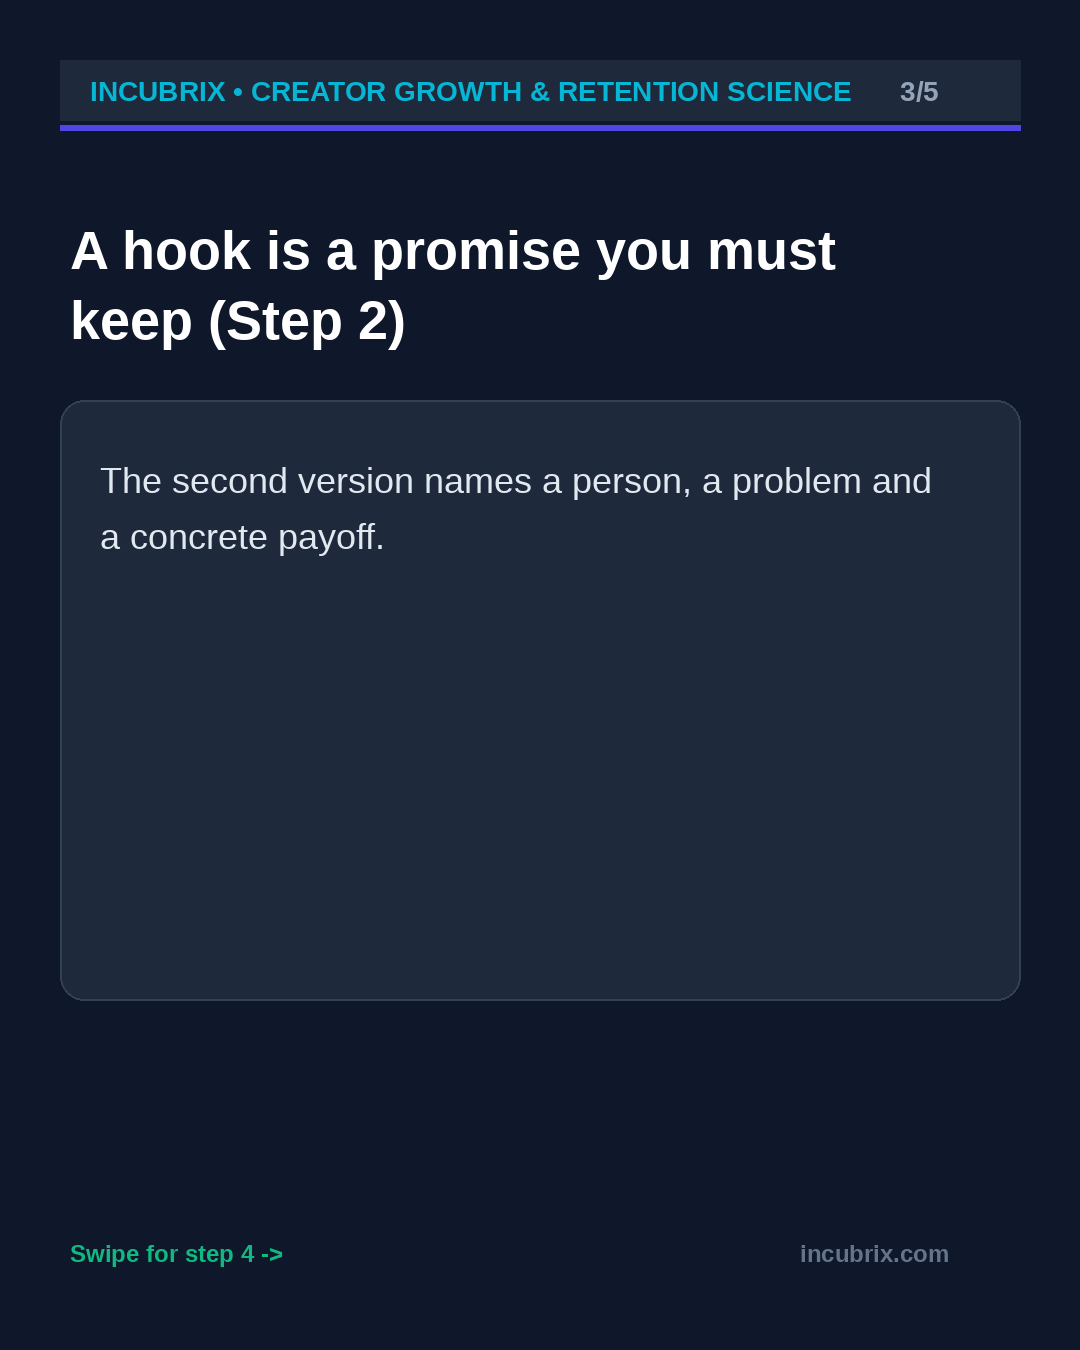 INCUBRIX • CREATOR GROWTH & RETENTION SCIENCE 3/5
A hook is a promise you must
keep (Step 2)
The second version names a person, a problem and
a concrete payoff.
Swipe for step 4 -> incubrix.com